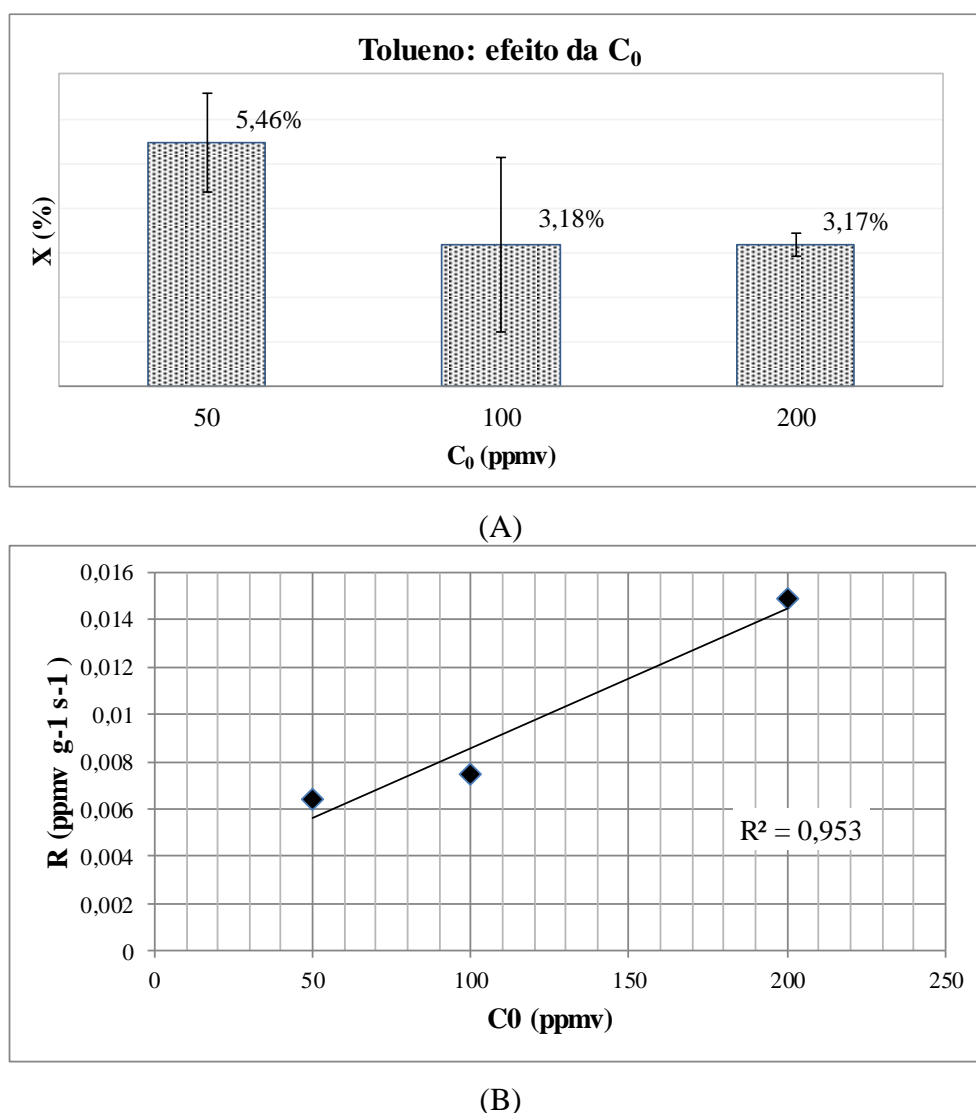 Tolueno: efeito da C₀
5,46%
3,18%
3,17%
X (%)
50 100 200
C₀ (ppmv)
(A)
0,016
0,014
0,012
0,01
0,008
0,006
0,004
0,002
0
R (ppmv g-1 s-1 )
R² = 0,953
0 50 100 150 200 250
C0 (ppmv)
(B)